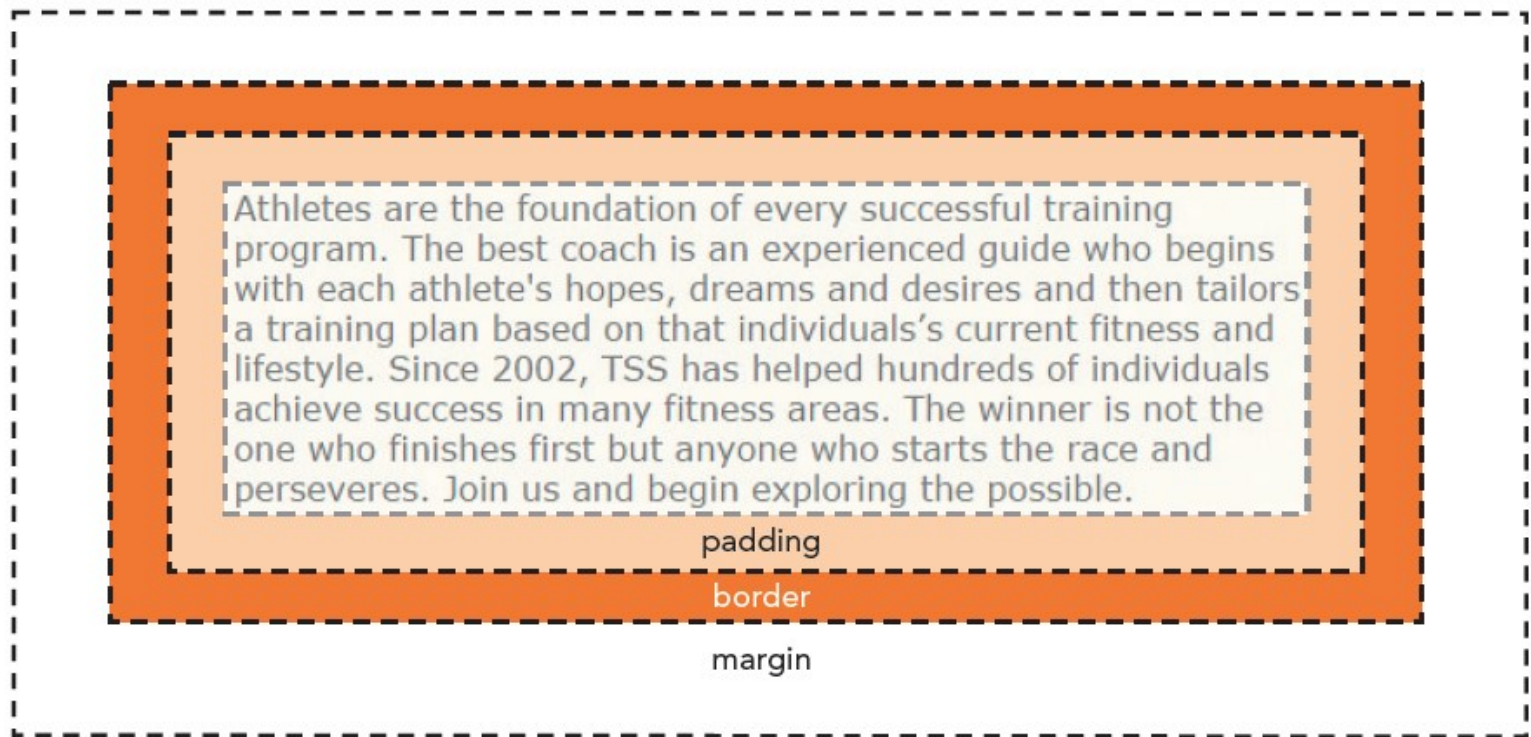 Athletes are the foundation of every successful training
program. The best coach is an experienced guide who begins
with each athlete's hopes, dreams and desires and then tailors
a training plan based on that individuals’s current fitness and
lifestyle. Since 2002, TSS has helped hundreds of individuals
achieve success in many fitness areas. The winner is not the
one who finishes first but anyone who starts the race and
perseveres. Join us and begin exploring the possible.
padding
border
margin